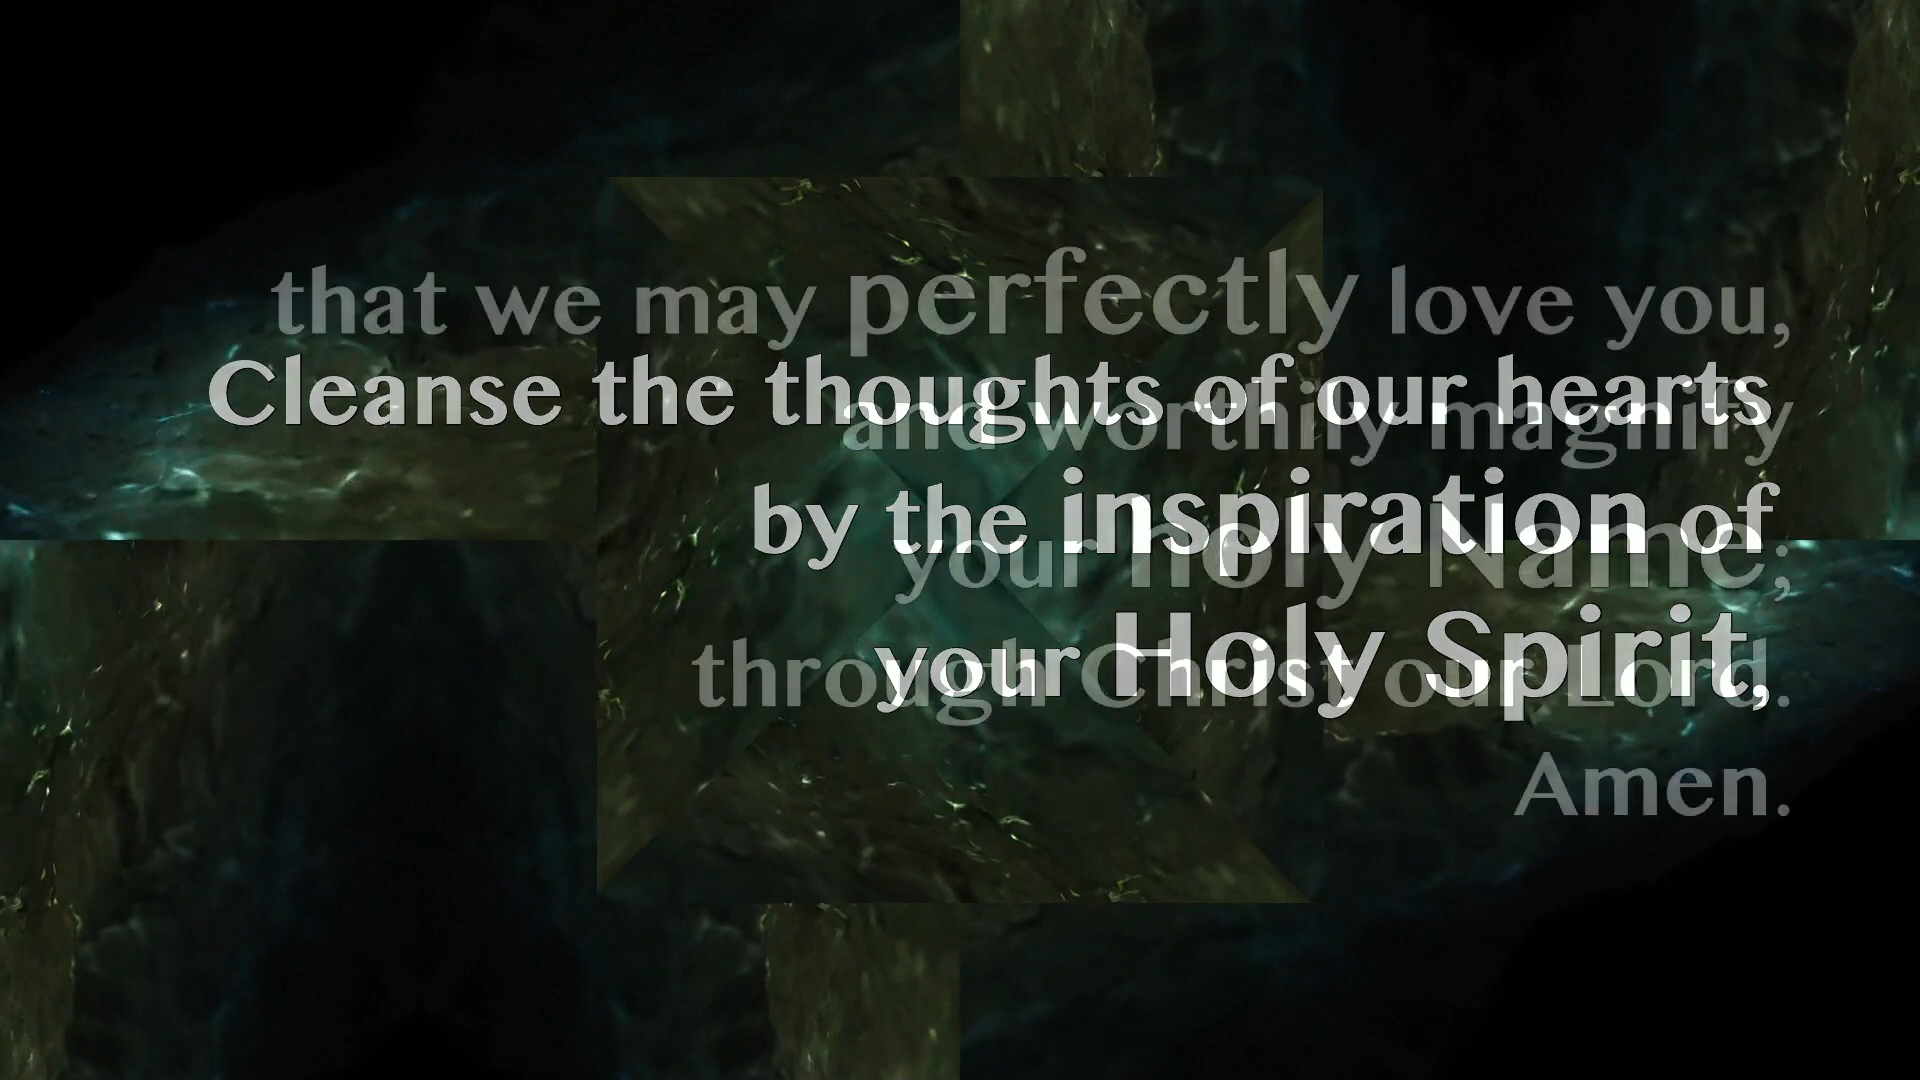 that we may perfectly love you,
Cleanse the thoughts of our hearts
and worthily magnify
by the inspiration of
your holy Name;
your Holy Spirit,
through Christ our Lord.
Amen.